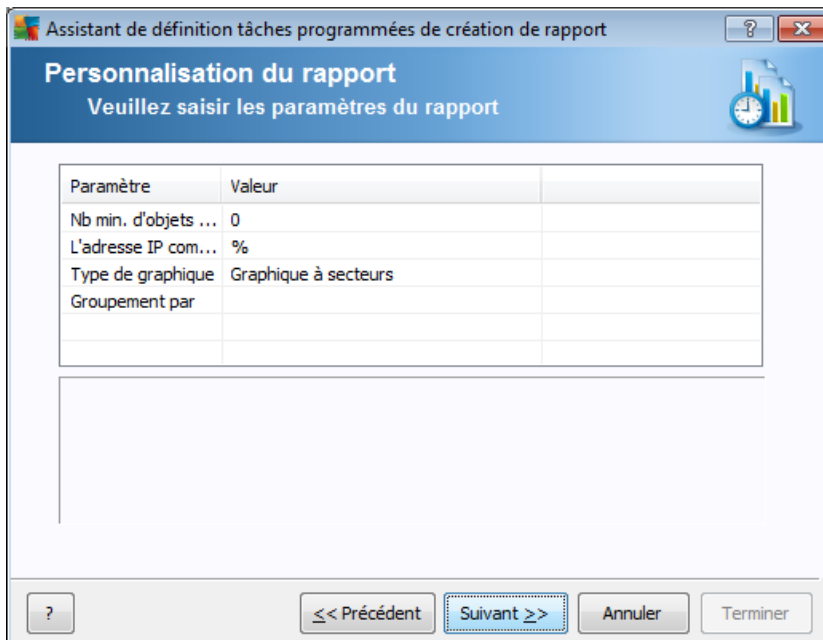 Assistant de définition tâches programmées de création de rapport
?
Personnalisation du rapport
Veuillez saisir les paramètres du rapport
Paramètre Valeur
Nb min. d'objets ... 0
L'adresse IP com... %
Type de graphique Graphique à secteurs
Groupement par
? << Précédent Suivant >> Annuler Terminer